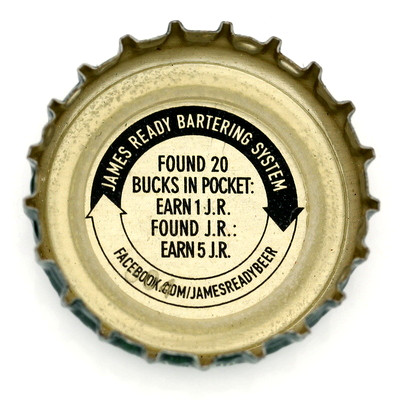 JAMES READY BARTERING SYSTEM
FOUND 20
BUCKS IN POCKET:
EARN 1 J.R.
FOUND J.R.:
EARN 5 J.R.
FACEBOOK.COM/JAMESREADYBEER